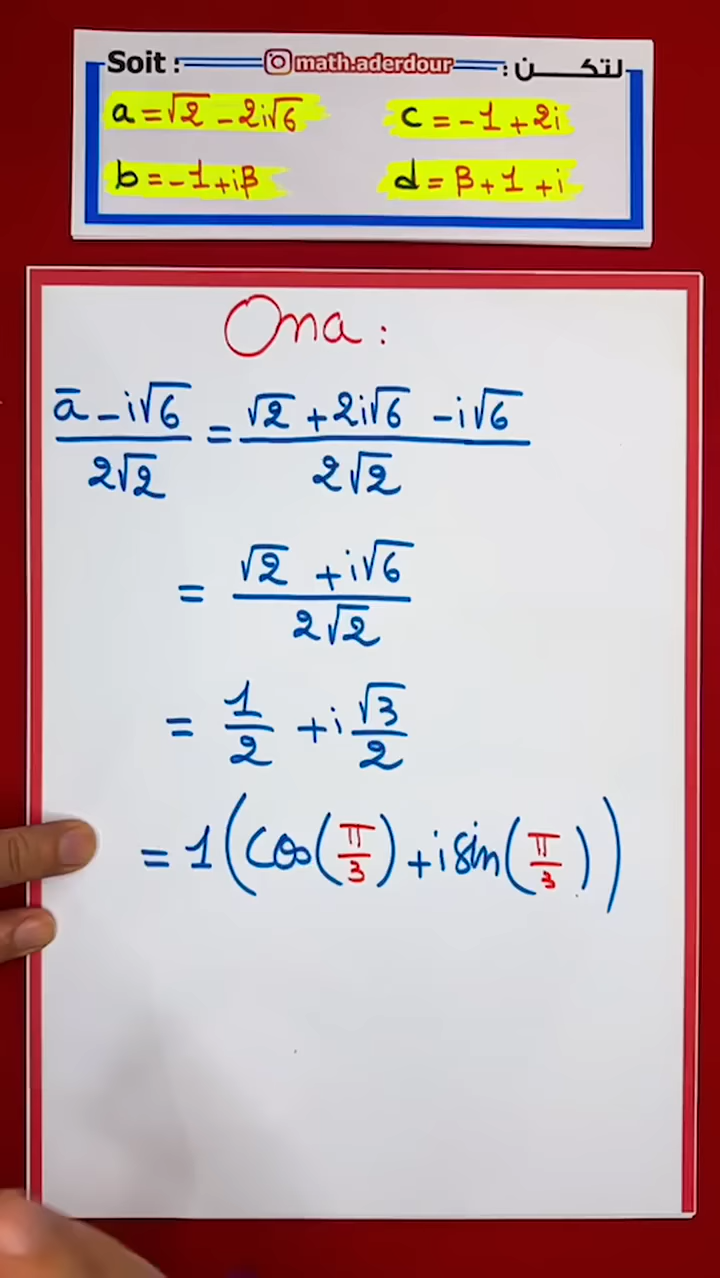 Soit : math.aderdour لتكن :
a = √2 - 2i√6 c = -1 + 2i
b = -1 + iβ d = β + 1 + i
On a :
(ā - i√6)/(2√2) = (√2 + 2i√6 - i√6)/(2√2)
= (√2 + i√6)/(2√2)
= 1/2 + i √3/2
= 1(cos(π/3) + i sin(π/3))